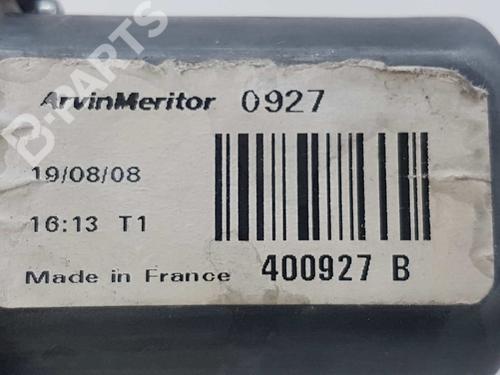 ArvinMeritor 0927
19/08/08
16:13 T1
Made in France 400927 B
B-PARTS